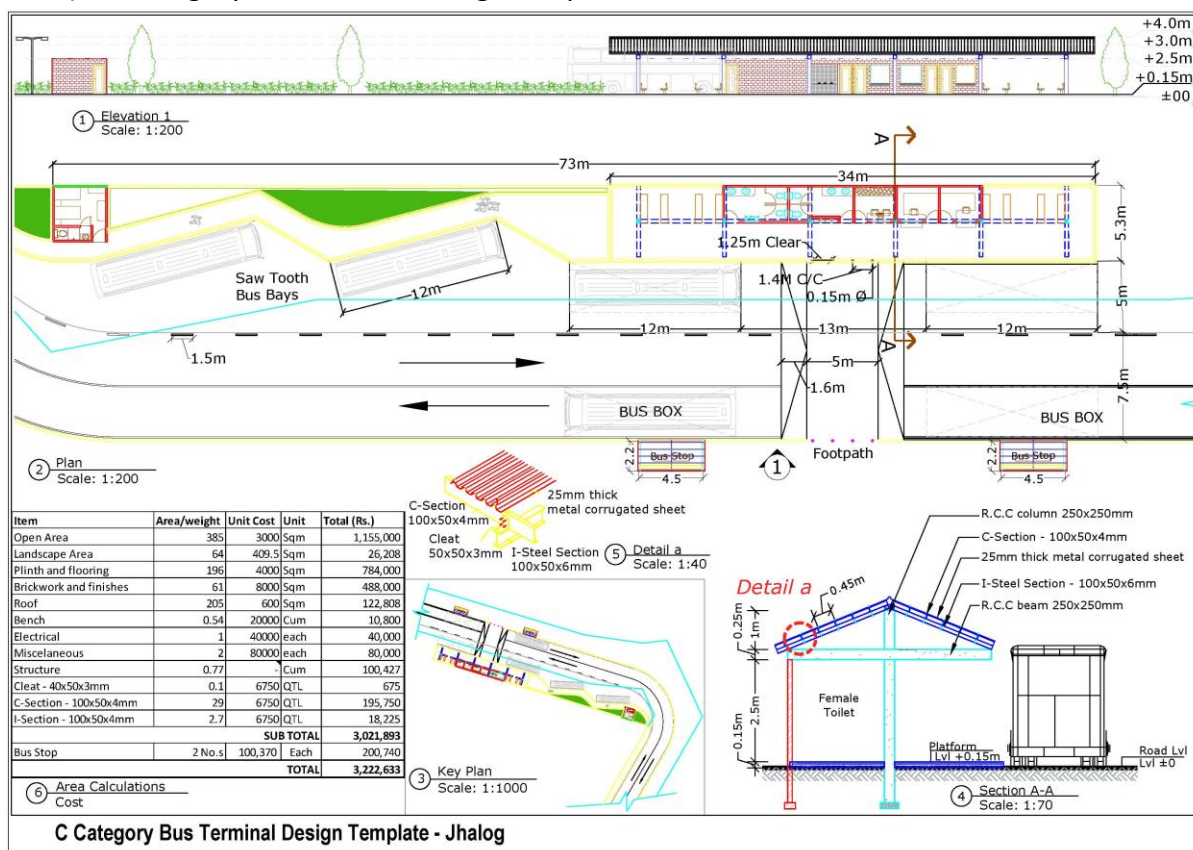 +4.0m
+3.0m
+2.5m
+0.15m
±00
1 Elevation 1
Scale: 1:200
A
73m
34m
5.3m
1.25m Clear
1.4M C/C
0.15m Ø
Saw Tooth
Bus Bays
12m
5m
12m
13m
12m
A
1.5m
5m
1.6m
7.5m
BUS BOX
BUS BOX
2 Plan
Scale: 1:200
2.2
Bus Stop
4.5
1
Footpath
2.2
Bus Stop
4.5
C-Section
100x50x4mm
Cleat
50x50x3mm
25mm thick
metal corrugated sheet
I-Steel Section
100x50x6mm
5 Detail a
Scale: 1:40
Item Area/weight Unit Cost Unit Total (Rs.)
Open Area 385 3000 Sqm 1,155,000
Landscape Area 64 409.5 Sqm 26,208
Plinth and flooring 196 4000 Sqm 784,000
Brickwork and finishes 61 8000 Sqm 488,000
Roof 205 600 Sqm 122,808
Bench 0.54 20000 Cum 10,800
Electrical 1 40000 each 40,000
Miscelaneous 2 80000 each 80,000
Structure 0.77 - Cum 100,427
Cleat - 40x50x3mm 0.1 6750 QTL 675
C-Section - 100x50x4mm 29 6750 QTL 195,750
I-Section - 100x50x4mm 2.7 6750 QTL 18,225
SUB TOTAL 3,021,893
Bus Stop 2 No.s 100,370 Each 200,740
TOTAL 3,222,633
6 Area Calculations
Cost
3 Key Plan
Scale: 1:1000
R.C.C column 250x250mm
C-Section - 100x50x4mm
25mm thick metal corrugated sheet
I-Steel Section - 100x50x6mm
R.C.C beam 250x250mm
Detail a
0.45m
0.25m
1m
2.5m
0.15m
Female
Toilet
Platform
Lvl +0.15m
Road Lvl
Lvl ±0
4 Section A-A
Scale: 1:70
C Category Bus Terminal Design Template - Jhalog